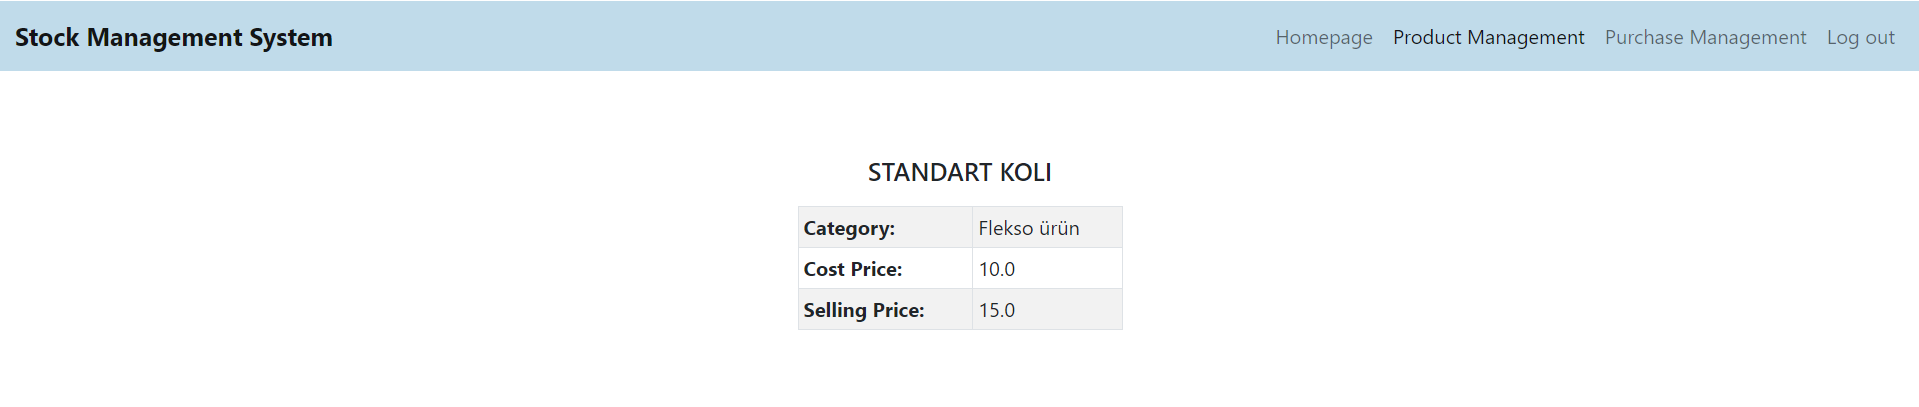 Stock Management System
Homepage Product Management Purchase Management Log out
STANDART KOLI
Category: Flekso ürün
Cost Price: 10.0
Selling Price: 15.0